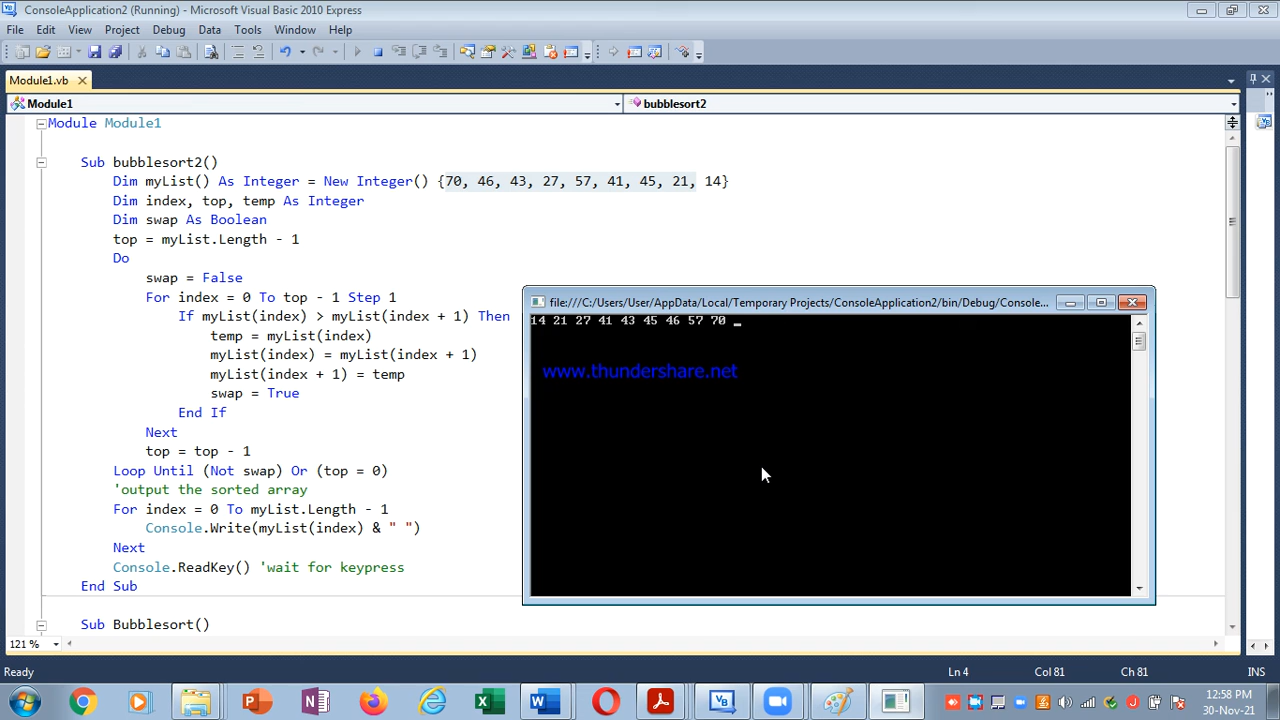 ConsoleApplication2 (Running) - Microsoft Visual Basic 2010 Express
File Edit View Project Debug Data Tools Window Help
Module1.vb
Module1 bubblesort2
Module Module1
Sub bubblesort2()
Dim myList() As Integer = New Integer() {70, 46, 43, 27, 57, 41, 45, 21, 14}
Dim index, top, temp As Integer
Dim swap As Boolean
top = myList.Length - 1
Do
swap = False
For index = 0 To top - 1 Step 1
If myList(index) > myList(index + 1) Then
temp = myList(index)
myList(index) = myList(index + 1)
myList(index + 1) = temp
swap = True
End If
Next
top = top - 1
Loop Until (Not swap) Or (top = 0)
'output the sorted array
For index = 0 To myList.Length - 1
Console.Write(myList(index) & " ")
Next
Console.ReadKey() 'wait for keypress
End Sub
Sub Bubblesort()
file:///C:/Users/User/AppData/Local/Temporary Projects/ConsoleApplication2/bin/Debug/Console...
14 21 27 41 43 45 46 57 70
www.thundershare.net
121 %
Ready Ln 4 Col 81 Ch 81 INS
12:58 PM
30-Nov-21